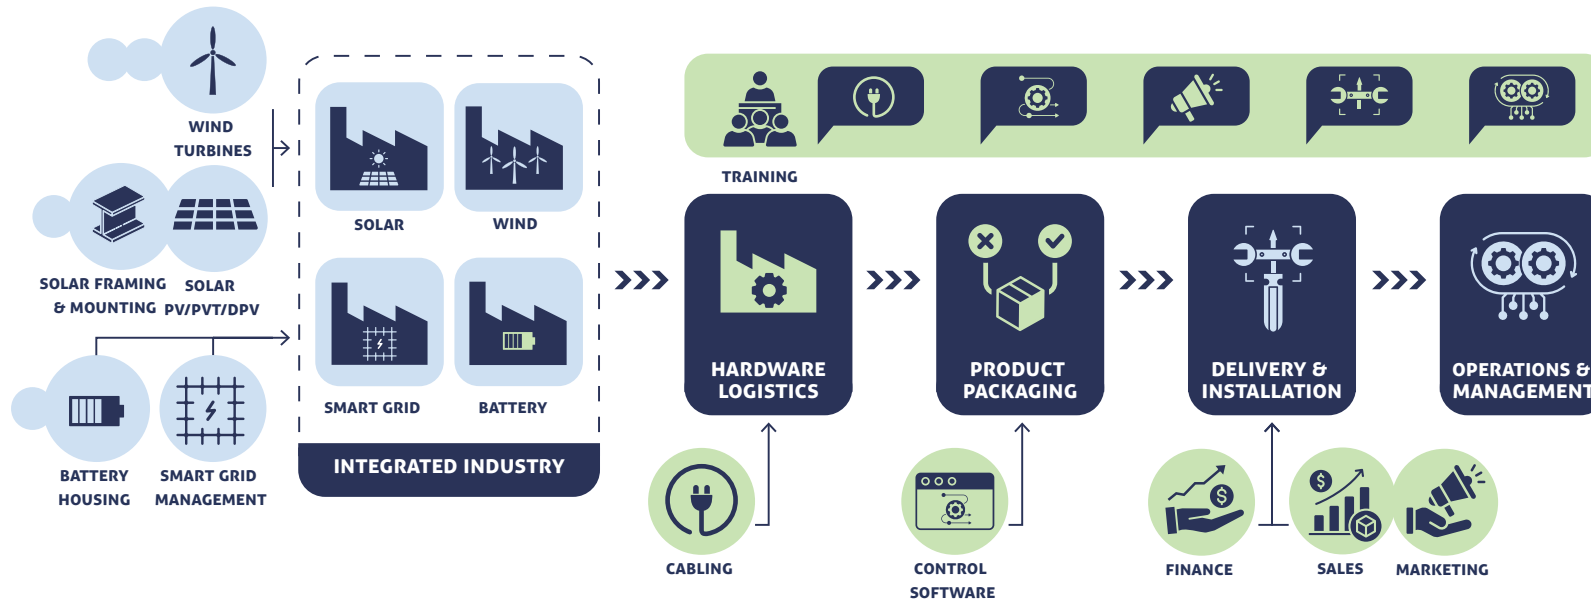 WIND
TURBINES
SOLAR FRAMING
& MOUNTING
SOLAR
PV/PVT/DPV
BATTERY
HOUSING
SMART GRID
MANAGEMENT
SOLAR
WIND
SMART GRID
BATTERY
INTEGRATED INDUSTRY
TRAINING
HARDWARE
LOGISTICS
PRODUCT
PACKAGING
DELIVERY &
INSTALLATION
OPERATIONS &
MANAGEMENT
CABLING
CONTROL
SOFTWARE
$
FINANCE
$
SALES
MARKETING